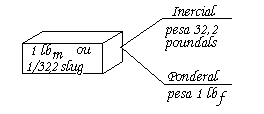 Inercial
pesa 32,2
poundals
1 lbm ou
1/32,2 slug
Ponderal
pesa 1 lbf